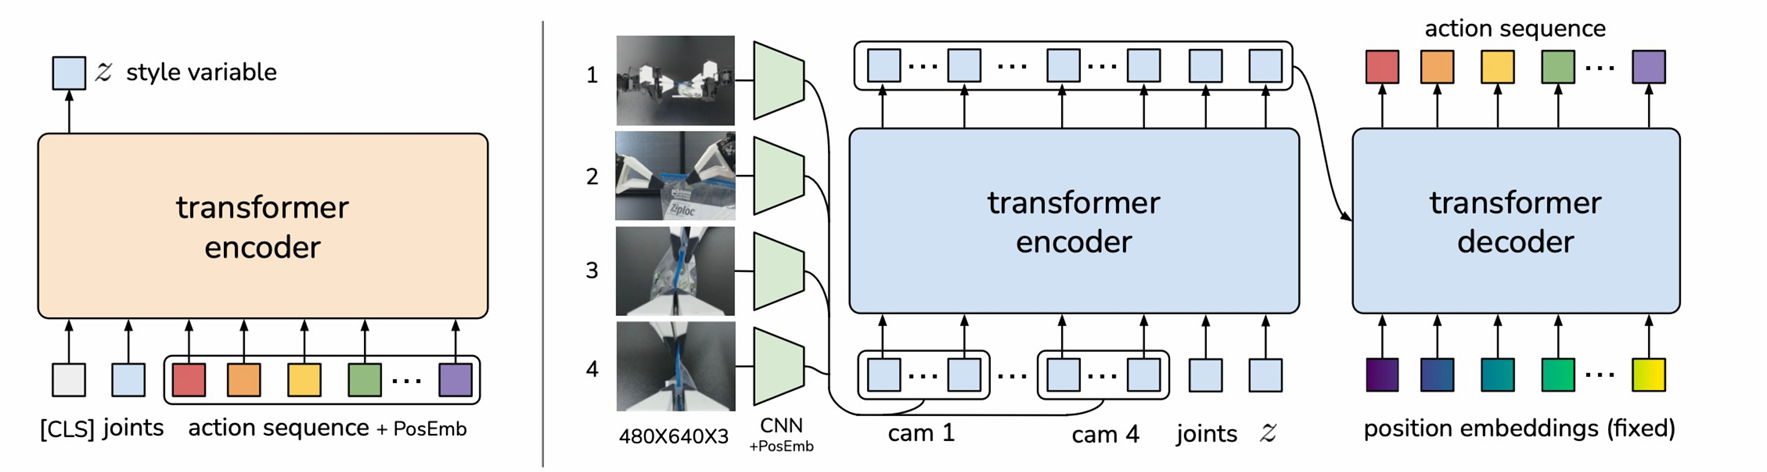 z style variable
transformer
encoder
[CLS] joints action sequence + PosEmb
1
2
3
4
Ziploc
480X640X3
CNN
+PosEmb
transformer
encoder
cam 1
cam 4
joints
z
action sequence
transformer
decoder
position embeddings (fixed)